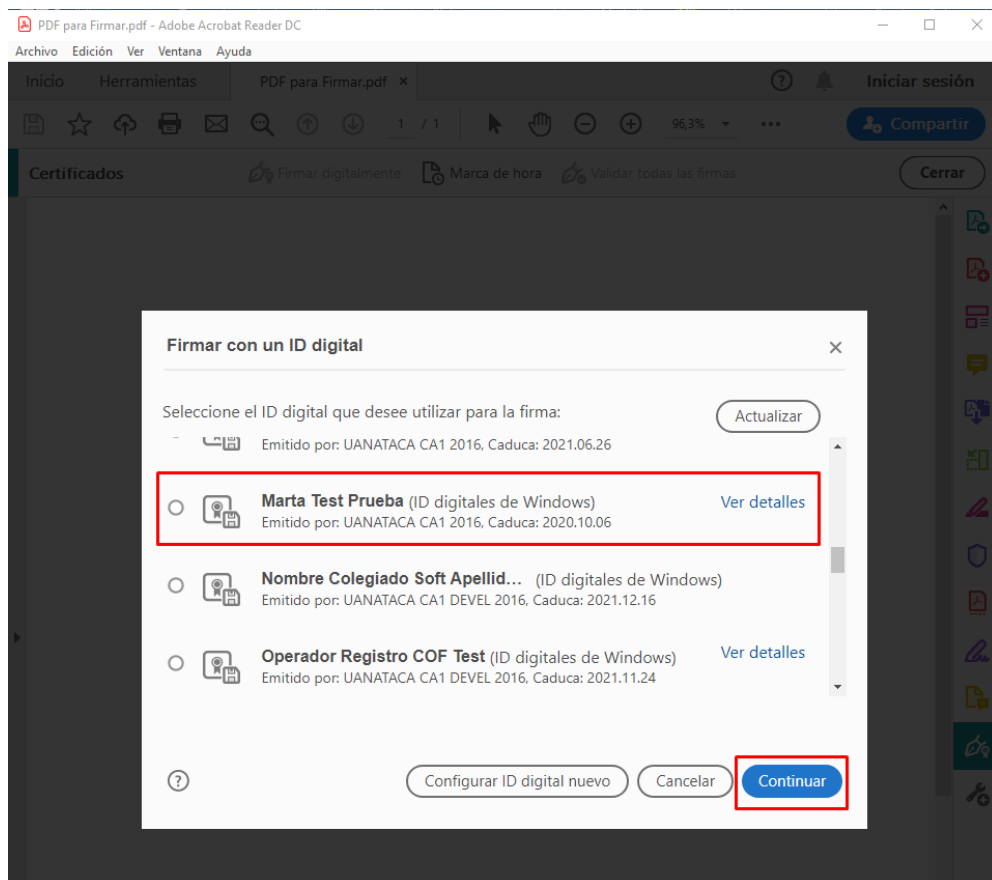 PDF para Firmar.pdf - Adobe Acrobat Reader DC
Archivo Edición Ver Ventana Ayuda
Inicio Herramientas PDF para Firmar.pdf × Iniciar sesión
1 / 1 96,3% Compartir
Certificados Firmar digitalmente Marca de hora Validar todas las firmas Cerrar
Firmar con un ID digital
Seleccione el ID digital que desee utilizar para la firma: Actualizar
Emitido por: UANATACA CA1 2016, Caduca: 2021.06.26
Marta Test Prueba (ID digitales de Windows) Ver detalles
Emitido por: UANATACA CA1 2016, Caduca: 2020.10.06
Nombre Colegiado Soft Apellid... (ID digitales de Windows)
Emitido por: UANATACA CA1 DEVEL 2016, Caduca: 2021.12.16
Operador Registro COF Test (ID digitales de Windows) Ver detalles
Emitido por: UANATACA CA1 DEVEL 2016, Caduca: 2021.11.24
Configurar ID digital nuevo Cancelar Continuar